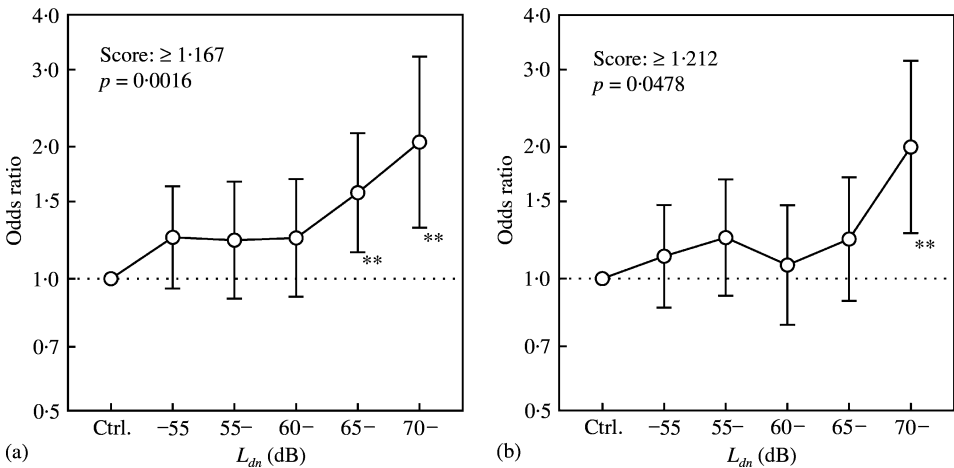 Score: ≥ 1·167
p = 0·0016
4·0
3·0
2·0
1·5
1·0
0·7
0·5
Odds ratio
**
**
Ctrl. −55 55− 60− 65− 70−
(a) L_dn (dB)
Score: ≥ 1·212
p = 0·0478
4·0
3·0
2·0
1·5
1·0
0·7
0·5
Odds ratio
**
Ctrl. −55 55− 60− 65− 70−
(b) L_dn (dB)